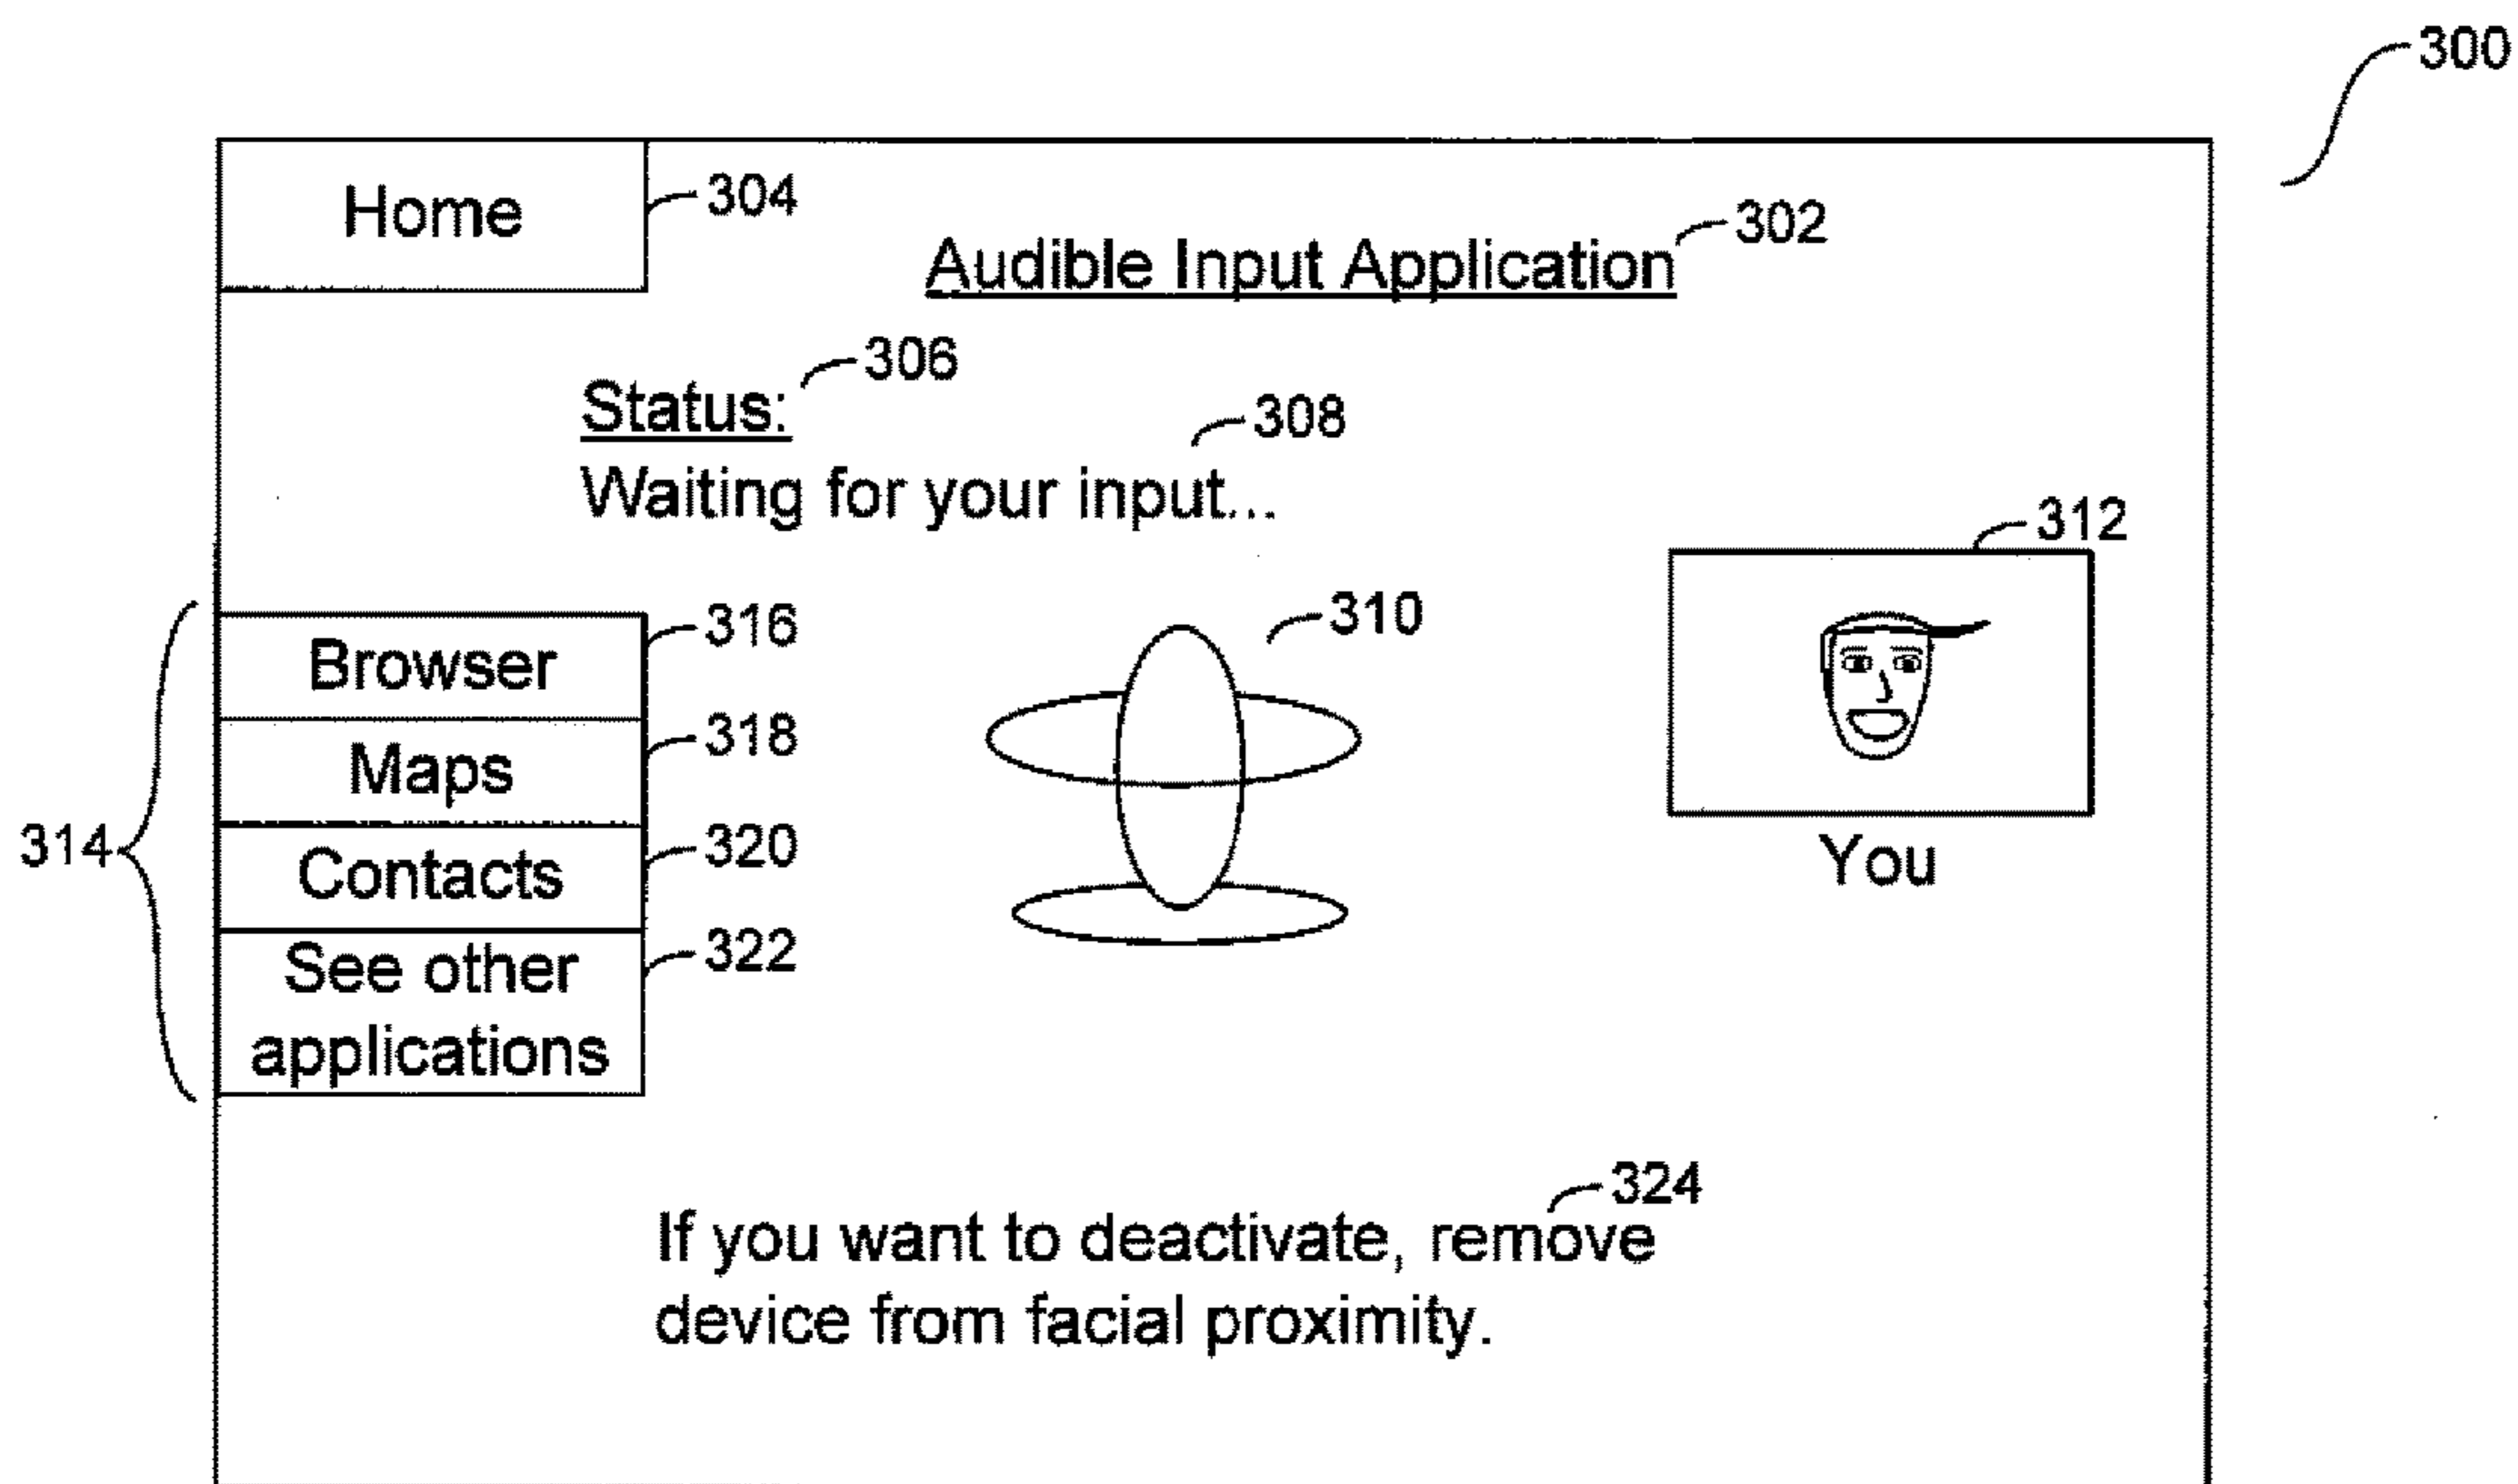 300
Home
304
Audible Input Application
302
Status:
306
Waiting for your input...
308
312
310
You
314
Browser
316
Maps
318
Contacts
320
See other
applications
322
324
If you want to deactivate, remove
device from facial proximity.